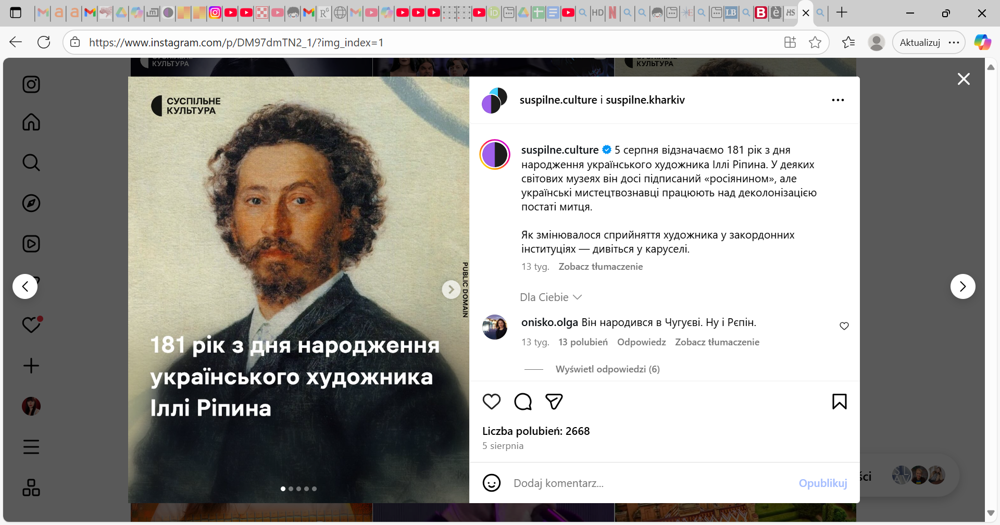 https://www.instagram.com/p/DM97dmTN2_1/?img_index=1
Aktualizuj
КУЛЬТУРА
КУЛЬТУРА
СУСПІЛЬНЕ
КУЛЬТУРА
PUBLIC DOMAIN
181 рік з дня народження
українського художника
Іллі Ріпина
suspilne.culture i suspilne.kharkiv
suspilne.culture 5 серпня відзначаємо 181 рік з дня
народження українського художника Іллі Ріпина. У деяких
світових музеях він досі підписаний «росіянином», але
українські мистецтвознавці працюють над деколонізацією
постаті митця.
Як змінювалося сприйняття художника у закордонних
інституціях — дивіться у каруселі.
13 tyg. Zobacz tłumaczenie
Dla Ciebie
onisko.olga Він народився в Чугуєві. Ну і Рєпін.
13 tyg. 13 polubień Odpowiedz Zobacz tłumaczenie
Wyświetl odpowiedzi (6)
Liczba polubień: 2668
5 sierpnia
Dodaj komentarz...
Opublikuj